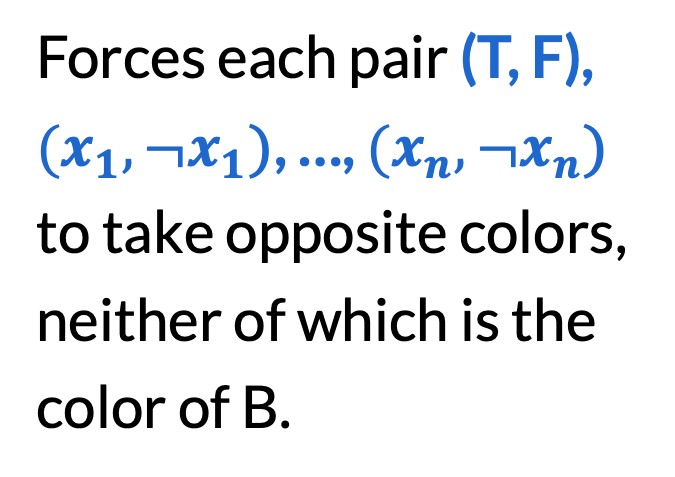 Forces each pair (T, F),
(x₁, ¬x₁), ..., (xₙ, ¬xₙ)
to take opposite colors,
neither of which is the
color of B.